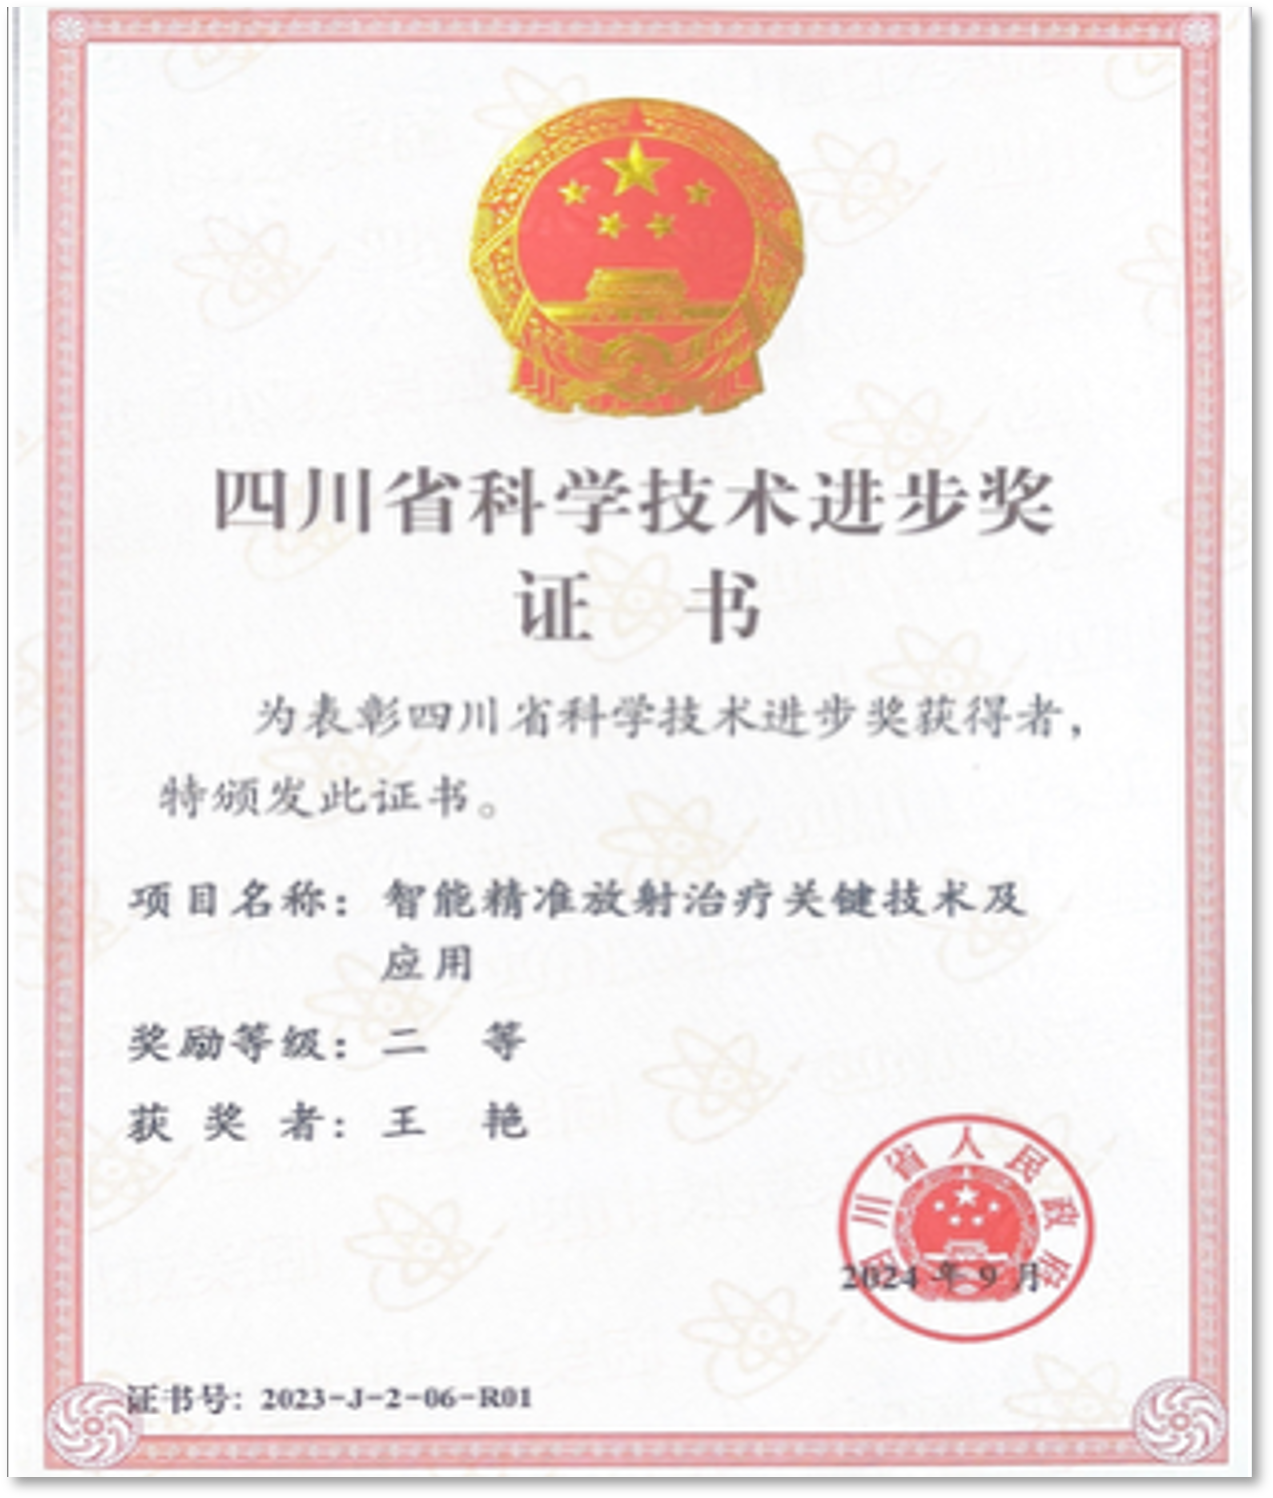 四川省科学技术进步奖
证 书
为表彰四川省科学技术进步奖获得者，
特颁发此证书。
项目名称：智能精准放射治疗关键技术及
应用
奖励等级：二 等
获 奖 者：王 艳
四川省人民政府
2024 年 9 月
证书号：2023-J-2-06-R01